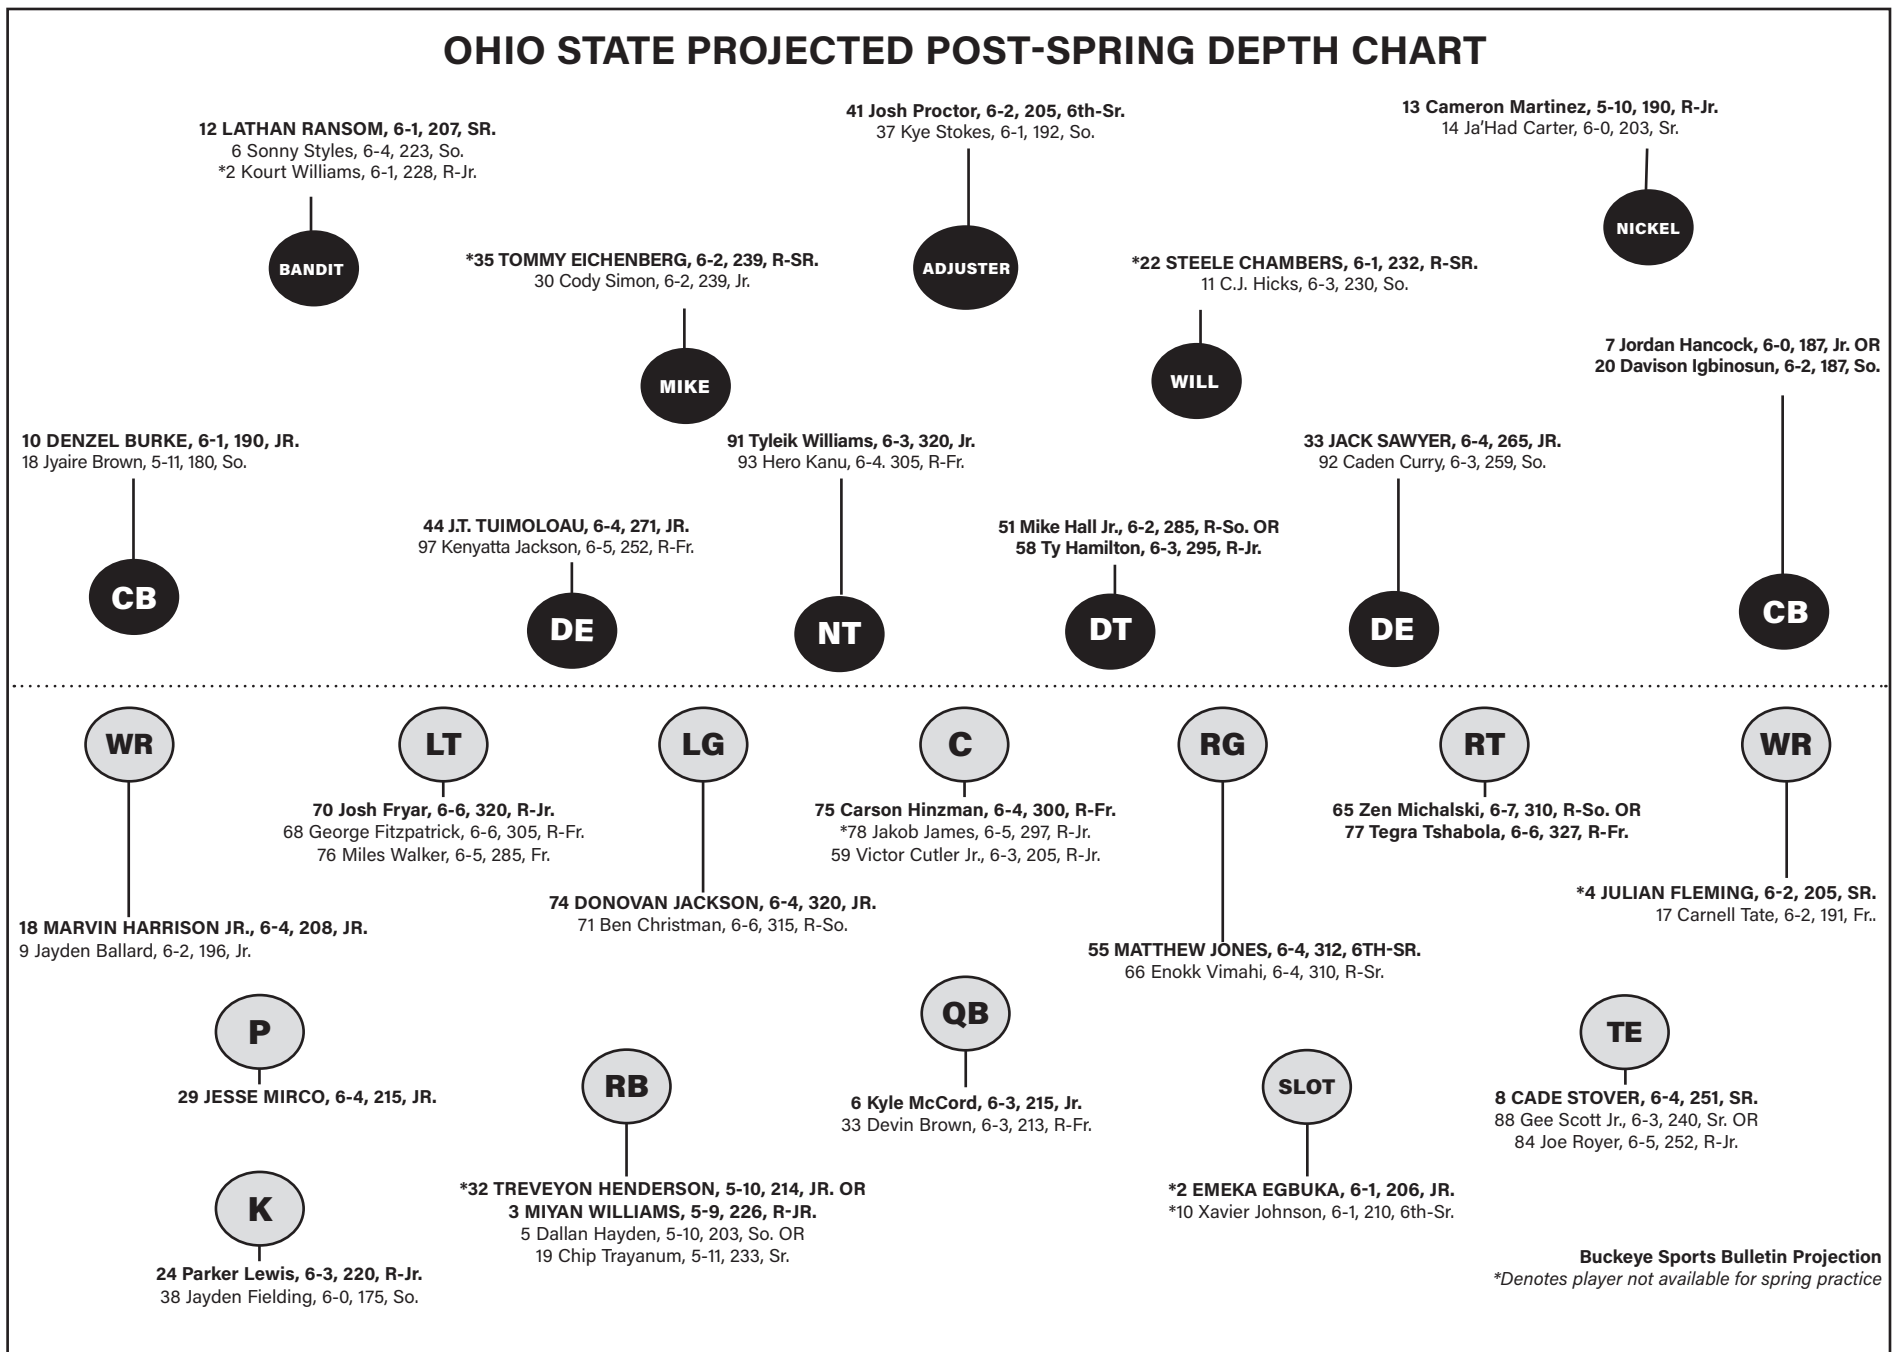 OHIO STATE PROJECTED POST-SPRING DEPTH CHART
12 LATHAN RANSOM, 6-1, 207, SR.
6 Sonny Styles, 6-4, 223, So.
*2 Kourt Williams, 6-1, 228, R-Jr.
BANDIT
41 Josh Proctor, 6-2, 205, 6th-Sr.
37 Kye Stokes, 6-1, 192, So.
ADJUSTER
13 Cameron Martinez, 5-10, 190, R-Jr.
14 Ja'Had Carter, 6-0, 203, Sr.
NICKEL
*35 TOMMY EICHENBERG, 6-2, 239, R-SR.
30 Cody Simon, 6-2, 239, Jr.
MIKE
*22 STEELE CHAMBERS, 6-1, 232, R-SR.
11 C.J. Hicks, 6-3, 230, So.
WILL
7 Jordan Hancock, 6-0, 187, Jr. OR
20 Davison Igbinosun, 6-2, 187, So.
CB
10 DENZEL BURKE, 6-1, 190, JR.
18 Jyaire Brown, 5-11, 180, So.
CB
44 J.T. TUIMOLOAU, 6-4, 271, JR.
97 Kenyatta Jackson, 6-5, 252, R-Fr.
DE
91 Tyleik Williams, 6-3, 320, Jr.
93 Hero Kanu, 6-4. 305, R-Fr.
NT
51 Mike Hall Jr., 6-2, 285, R-So. OR
58 Ty Hamilton, 6-3, 295, R-Jr.
DT
33 JACK SAWYER, 6-4, 265, JR.
92 Caden Curry, 6-3, 259, So.
DE
WR
18 MARVIN HARRISON JR., 6-4, 208, JR.
9 Jayden Ballard, 6-2, 196, Jr.
LT
70 Josh Fryar, 6-6, 320, R-Jr.
68 George Fitzpatrick, 6-6, 305, R-Fr.
76 Miles Walker, 6-5, 285, Fr.
LG
74 DONOVAN JACKSON, 6-4, 320, JR.
71 Ben Christman, 6-6, 315, R-So.
C
75 Carson Hinzman, 6-4, 300, R-Fr.
*78 Jakob James, 6-5, 297, R-Jr.
59 Victor Cutler Jr., 6-3, 205, R-Jr.
RG
55 MATTHEW JONES, 6-4, 312, 6TH-SR.
66 Enokk Vimahi, 6-4, 310, R-Sr.
RT
65 Zen Michalski, 6-7, 310, R-So. OR
77 Tegra Tshabola, 6-6, 327, R-Fr.
WR
*4 JULIAN FLEMING, 6-2, 205, SR.
17 Carnell Tate, 6-2, 191, Fr..
P
29 JESSE MIRCO, 6-4, 215, JR.
RB
*32 TREVEYON HENDERSON, 5-10, 214, JR. OR
3 MIYAN WILLIAMS, 5-9, 226, R-JR.
5 Dallan Hayden, 5-10, 203, So. OR
19 Chip Trayanum, 5-11, 233, Sr.
QB
6 Kyle McCord, 6-3, 215, Jr.
33 Devin Brown, 6-3, 213, R-Fr.
SLOT
*2 EMEKA EGBUKA, 6-1, 206, JR.
*10 Xavier Johnson, 6-1, 210, 6th-Sr.
TE
8 CADE STOVER, 6-4, 251, SR.
88 Gee Scott Jr., 6-3, 240, Sr. OR
84 Joe Royer, 6-5, 252, R-Jr.
K
24 Parker Lewis, 6-3, 220, R-Jr.
38 Jayden Fielding, 6-0, 175, So.
Buckeye Sports Bulletin Projection
*Denotes player not available for spring practice